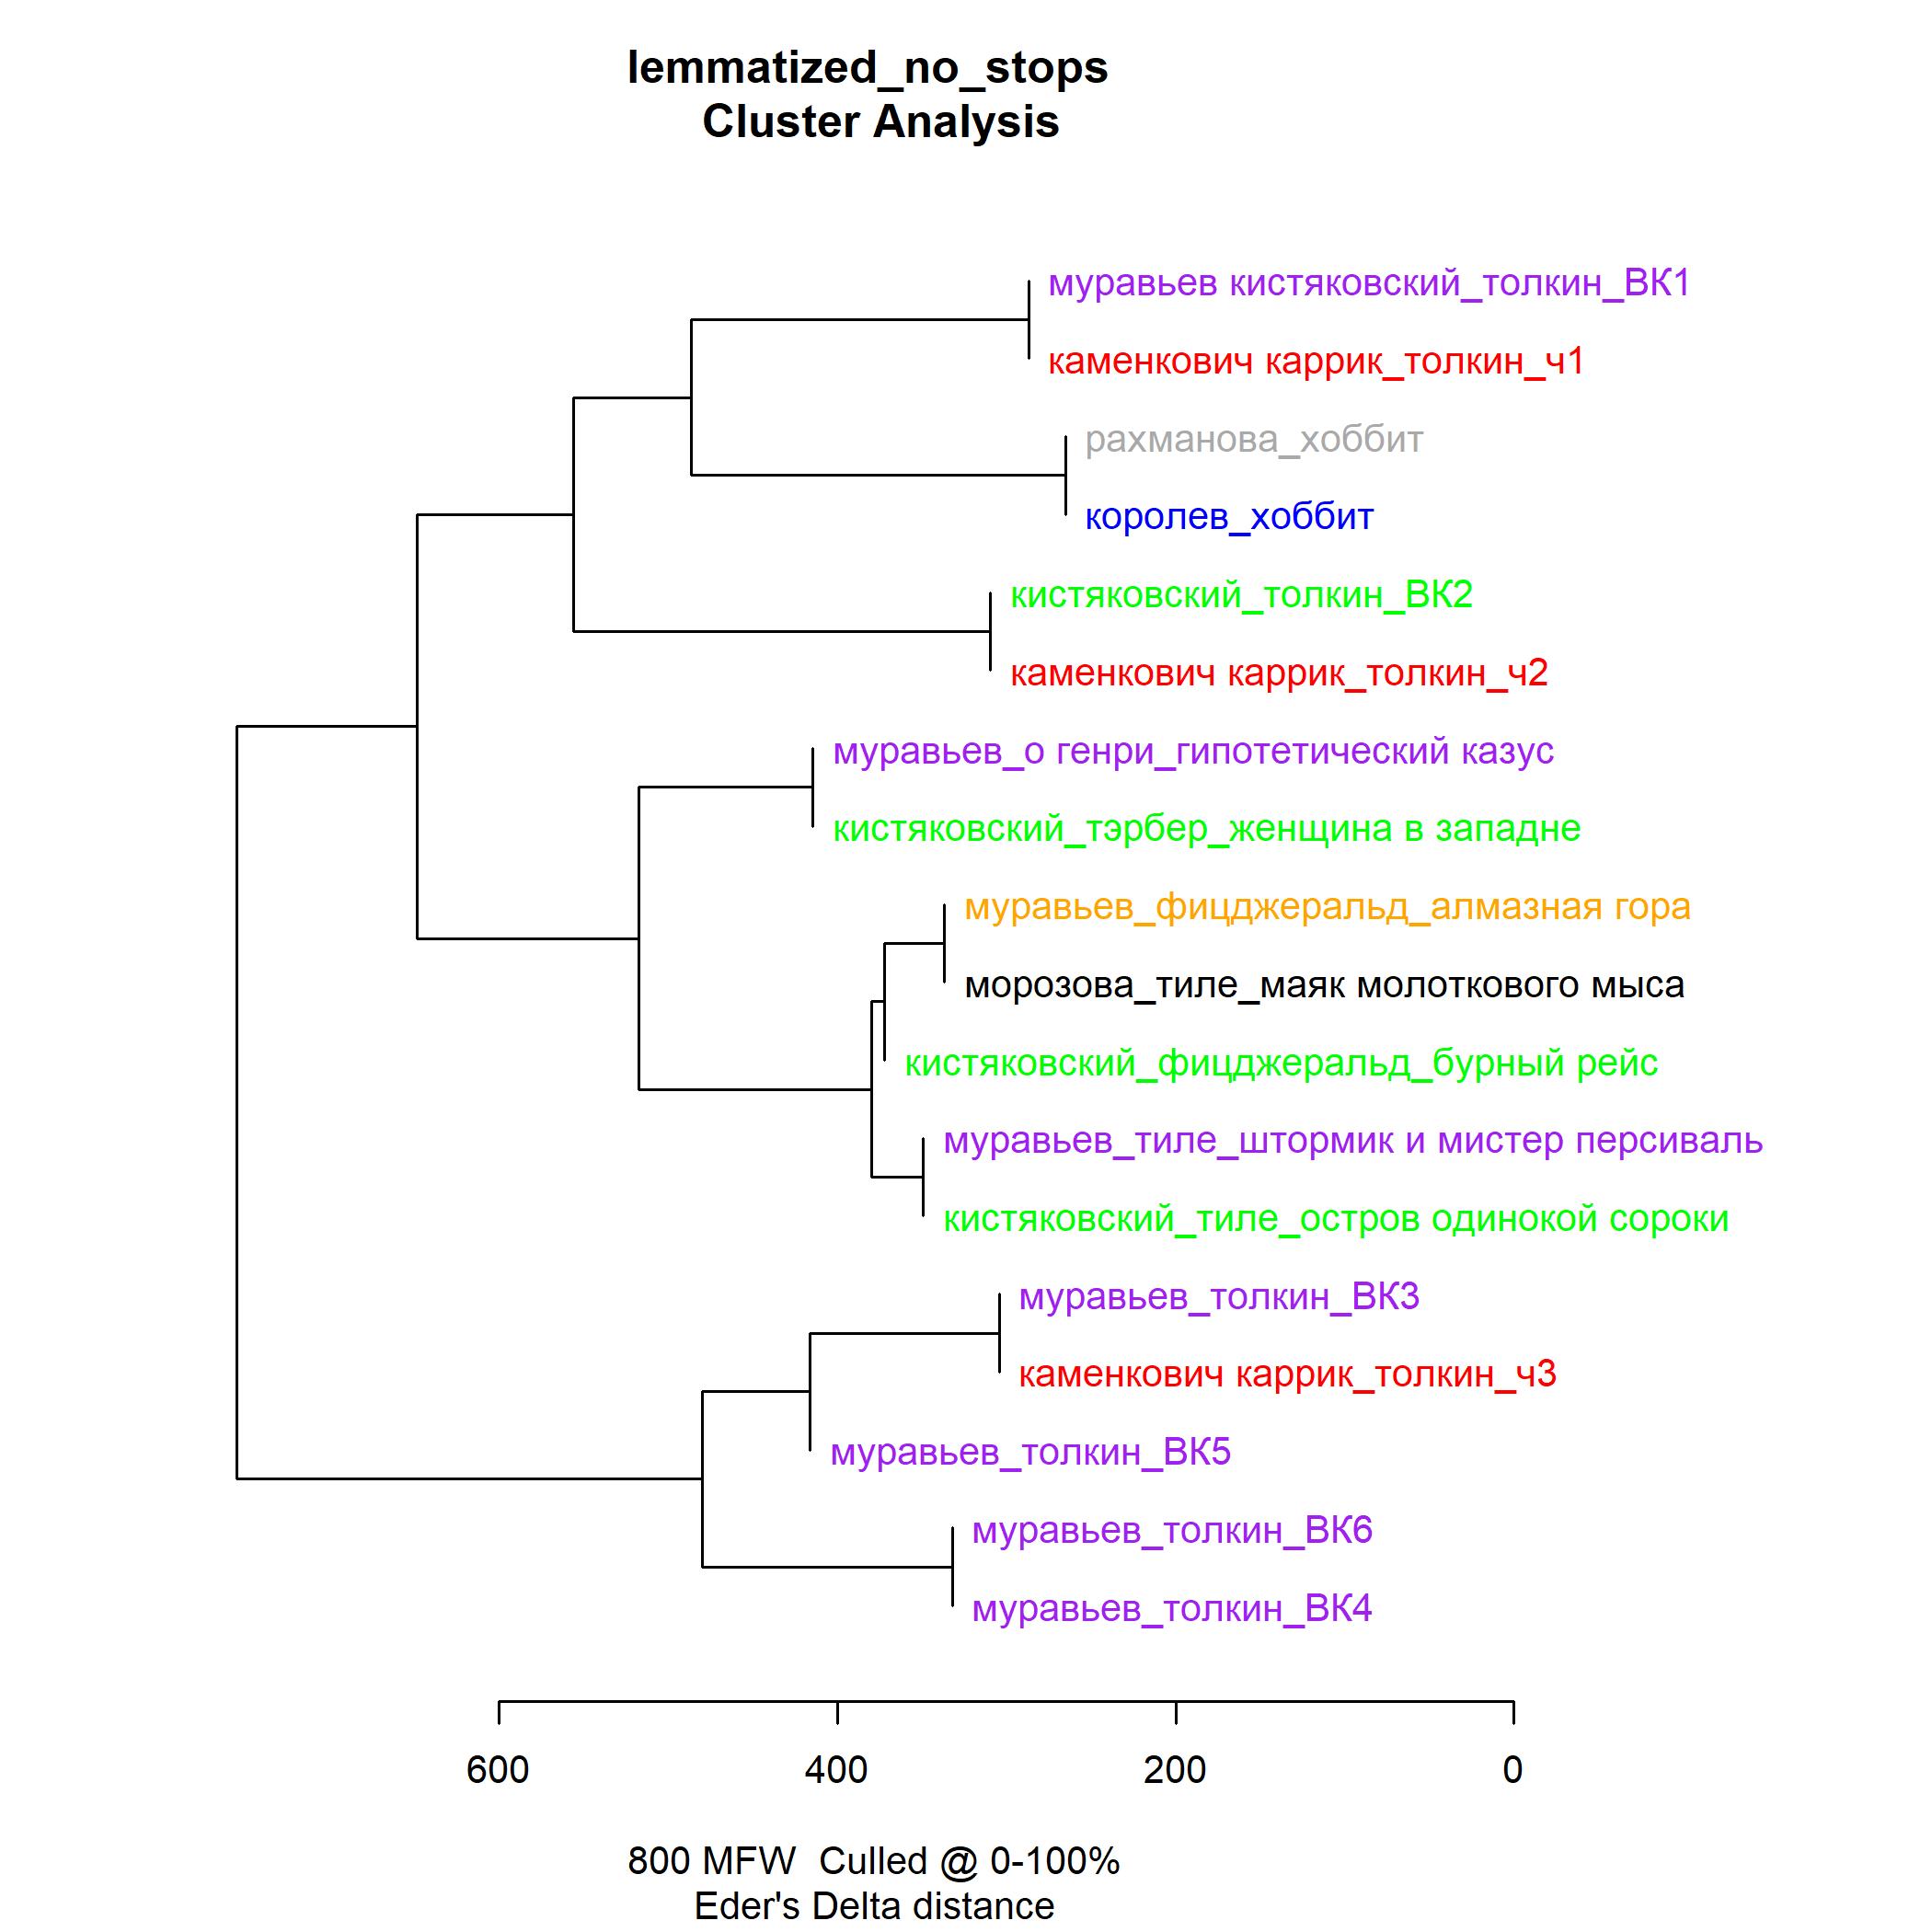 lemmatized_no_stops
Cluster Analysis
муравьев кистяковский_толкин_ВК1
каменкович каррик_толкин_ч1
рахманова_хоббит
королев_хоббит
кистяковский_толкин_ВК2
каменкович каррик_толкин_ч2
муравьев_о генри_гипотетический казус
кистяковский_тэрбер_женщина в западне
муравьев_фицджеральд_алмазная гора
морозова_тиле_маяк молоткового мыса
кистяковский_фицджеральд_бурный рейс
муравьев_тиле_штормик и мистер персиваль
кистяковский_тиле_остров одинокой сороки
муравьев_толкин_ВК3
каменкович каррик_толкин_ч3
муравьев_толкин_ВК5
муравьев_толкин_ВК6
муравьев_толкин_ВК4
600 400 200 0
800 MFW  Culled @ 0-100%
Eder's Delta distance